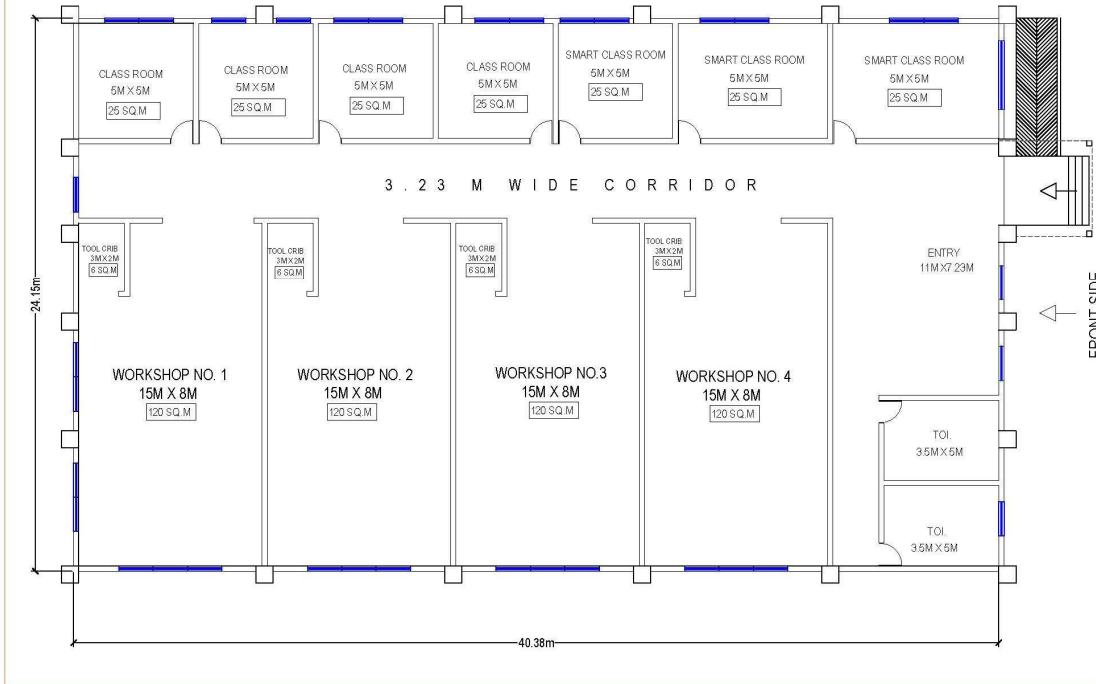 CLASS ROOM
5M X 5M
25 SQ.M
CLASS ROOM
5M X 5M
25 SQ.M
CLASS ROOM
5M X 5M
25 SQ.M
CLASS ROOM
5M X 5M
25 SQ.M
SMART CLASS ROOM
5M X 5M
25 SQ.M
SMART CLASS ROOM
5M X 5M
25 SQ.M
SMART CLASS ROOM
5M X 5M
25 SQ.M
3.23 M WIDE CORRIDOR
TOOL CRIB
3MX2M
6 SQ.M
TOOL CRIB
3MX2M
6 SQ.M
TOOL CRIB
3MX2M
6 SQ.M
TOOL CRIB
3MX2M
6 SQ.M
ENTRY
11M X7.23M
FRONT SIDE
24.15m
WORKSHOP NO. 1
15M X 8M
120 SQ.M
WORKSHOP NO. 2
15M X 8M
120 SQ.M
WORKSHOP NO.3
15M X 8M
120 SQ.M
WORKSHOP NO. 4
15M X 8M
120 SQ.M
TOI.
3.5M X 5M
TOI.
3.5M X 5M
40.38m